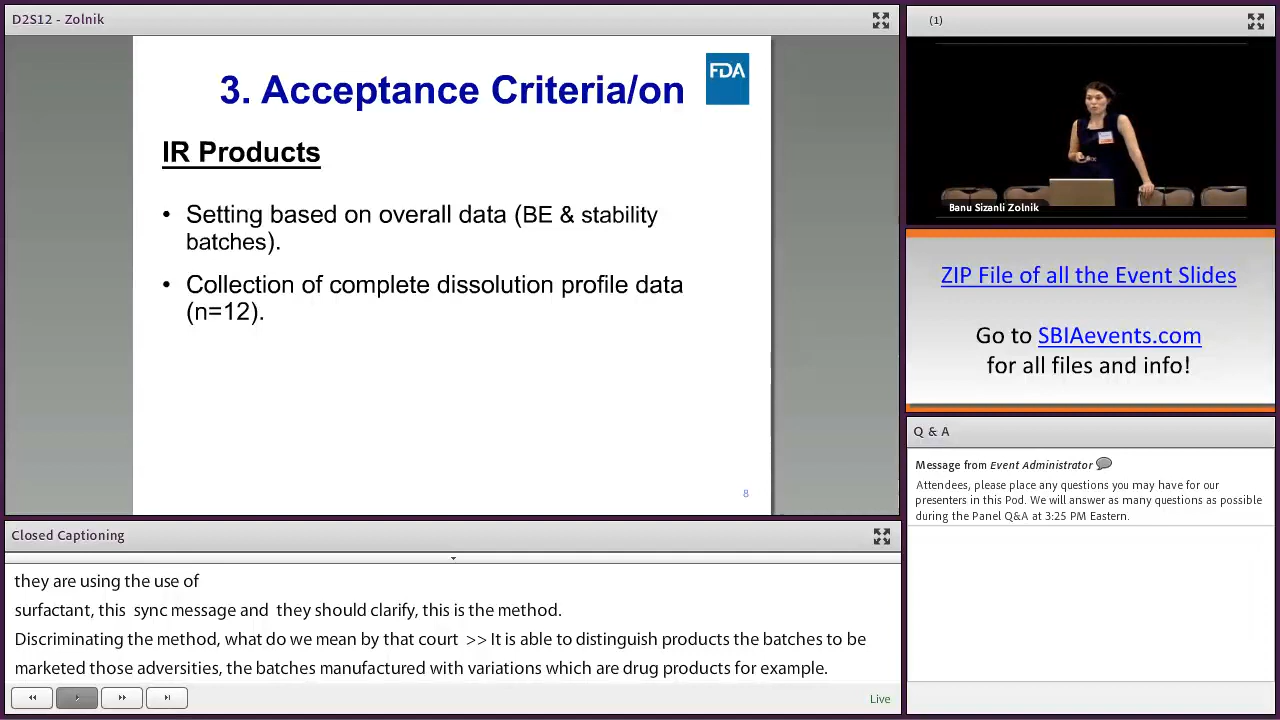 D2S12 - Zolnik
3. Acceptance Criteria/on
FDA
IR Products
• Setting based on overall data (BE & stability
batches).
• Collection of complete dissolution profile data
(n=12).
8
(1)
Banu Sizanli Zolnik
ZIP File of all the Event Slides
Go to SBIAevents.com
for all files and info!
Q & A
Message from Event Administrator
Attendees, please place any questions you may have for our
presenters in this Pod. We will answer as many questions as possible
during the Panel Q&A at 3:25 PM Eastern.
Closed Captioning
they are using the use of
surfactant, this sync message and they should clarify, this is the method.
Discriminating the method, what do we mean by that court >> It is able to distinguish products the batches to be
marketed those adversities, the batches manufactured with variations which are drug products for example.
Live